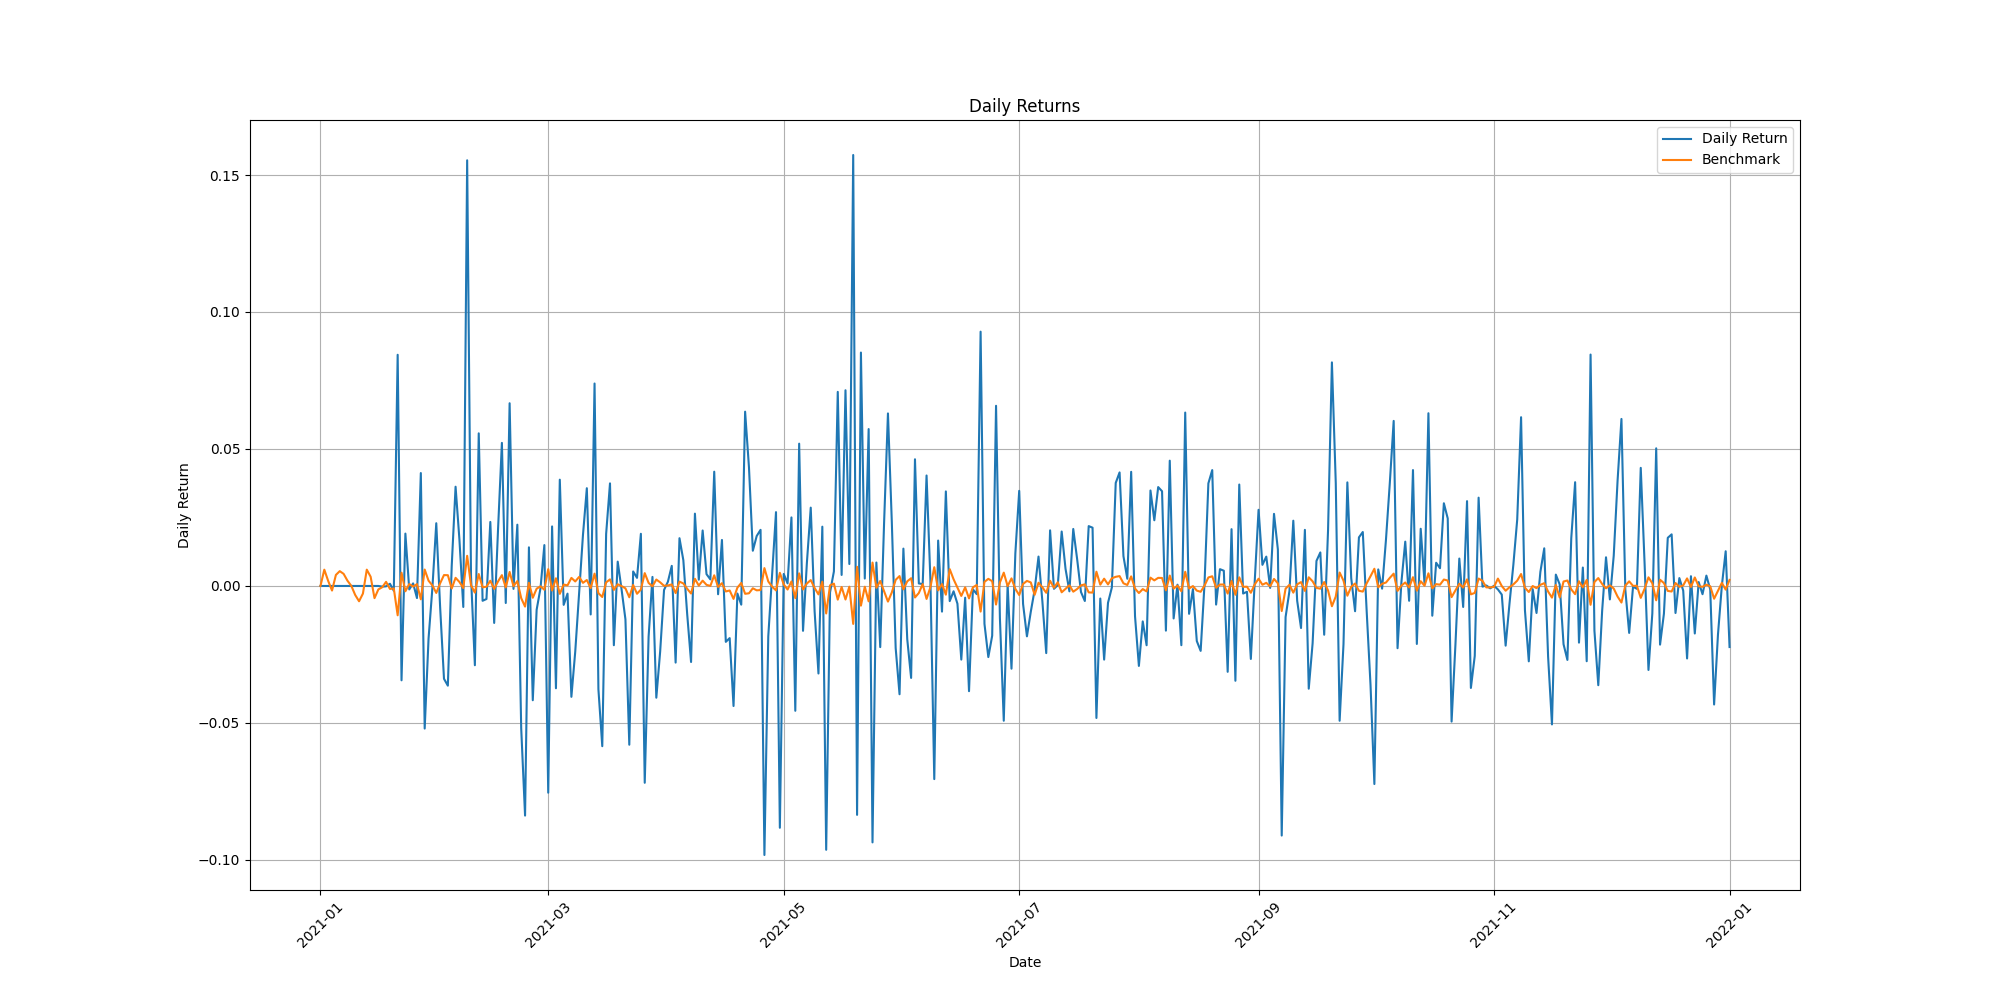 Daily Returns
Daily Return
Benchmark
0.15
0.10
0.05
0.00
−0.05
−0.10
Daily Return
2021-01
2021-03
2021-05
2021-07
2021-09
2021-11
2022-01
Date